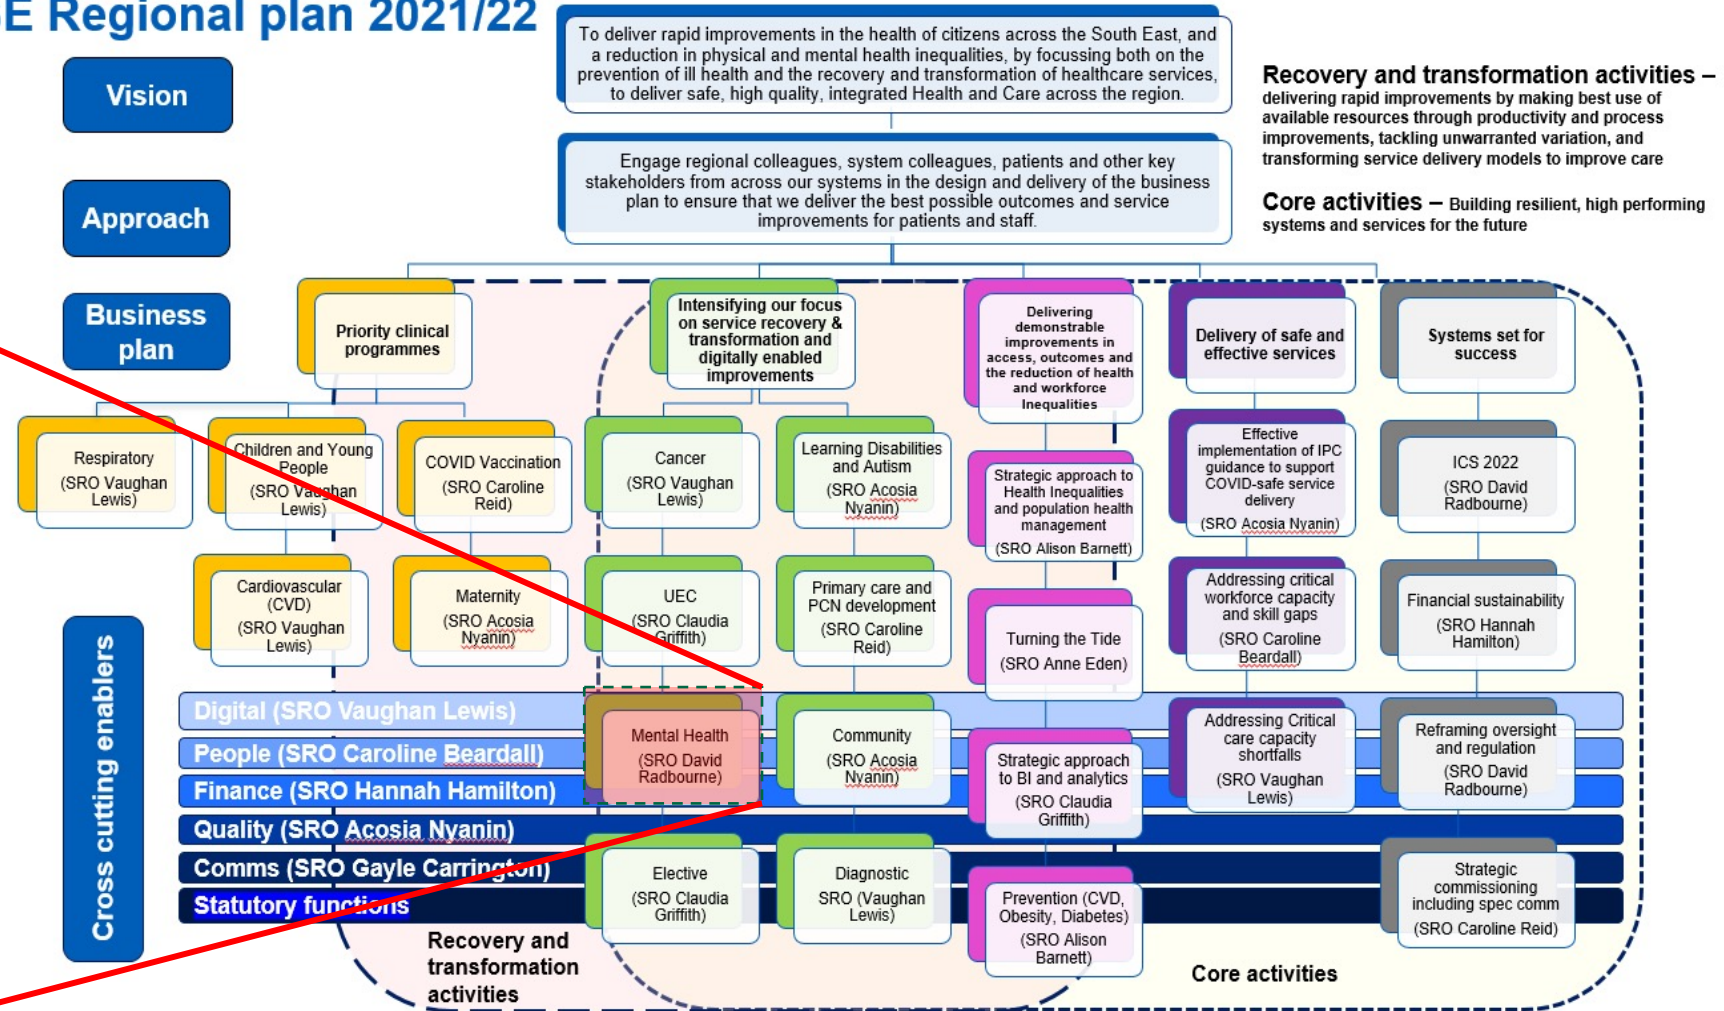 SE Regional plan 2021/22
Vision
To deliver rapid improvements in the health of citizens across the South East, and
a reduction in physical and mental health inequalities, by focussing both on the
prevention of ill health and the recovery and transformation of healthcare services,
to deliver safe, high quality, integrated Health and Care across the region.
Recovery and transformation activities –
delivering rapid improvements by making best use of
available resources through productivity and process
improvements, tackling unwarranted variation, and
transforming service delivery models to improve care
Core activities – Building resilient, high performing
systems and services for the future
Approach
Engage regional colleagues, system colleagues, patients and other key
stakeholders from across our systems in the design and delivery of the business
plan to ensure that we deliver the best possible outcomes and service
improvements for patients and staff.
Business
plan
Priority clinical
programmes
Intensifying our focus
on service recovery &
transformation and
digitally enabled
improvements
Delivering
demonstrable
improvements in
access, outcomes and
the reduction of health
and workforce
Inequalities
Delivery of safe and
effective services
Systems set for
success
Respiratory
(SRO Vaughan
Lewis)
Children and Young
People
(SRO Vaughan
Lewis)
COVID Vaccination
(SRO Caroline
Reid)
Cancer
(SRO Vaughan
Lewis)
Learning Disabilities
and Autism
(SRO Acosia
Nyanin)
Strategic approach to
Health Inequalities
and population health
management
(SRO Alison Barnett)
Effective
implementation of IPC
guidance to support
COVID-safe service
delivery
(SRO Acosia Nyanin)
ICS 2022
(SRO David
Radbourne)
Cardiovascular
(CVD)
(SRO Vaughan
Lewis)
Maternity
(SRO Acosia
Nyanin)
UEC
(SRO Claudia
Griffith)
Primary care and
PCN development
(SRO Caroline
Reid)
Turning the Tide
(SRO Anne Eden)
Addressing critical
workforce capacity
and skill gaps
(SRO Caroline
Beardall)
Financial sustainability
(SRO Hannah
Hamilton)
Cross cutting enablers
Digital (SRO Vaughan Lewis)
People (SRO Caroline Beardall)
Finance (SRO Hannah Hamilton)
Quality (SRO Acosia Nyanin)
Comms (SRO Gayle Carrington)
Statutory functions
Mental Health
(SRO David
Radbourne)
Community
(SRO Acosia
Nyanin)
Strategic approach
to BI and analytics
(SRO Claudia
Griffith)
Addressing Critical
care capacity
shortfalls
(SRO Vaughan
Lewis)
Reframing oversight
and regulation
(SRO David
Radbourne)
Elective
(SRO Claudia
Griffith)
Diagnostic
SRO (Vaughan
Lewis)
Prevention (CVD,
Obesity, Diabetes)
(SRO Alison
Barnett)
Strategic
commissioning
including spec comm
(SRO Caroline Reid)
Recovery and
transformation
activities
Core activities